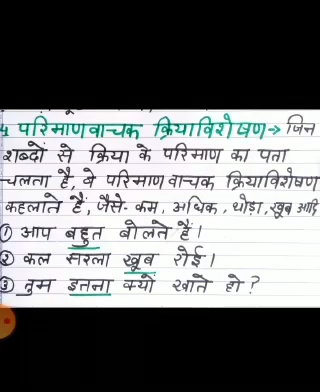 4 परिमाणवाचक क्रियाविशेषण→ जिन
शब्दों से क्रिया के परिमाण का पता
चलता है, वे परिमाणवाचक क्रियाविशेषण
कहलाते हैं, जैसे- कम, अधिक, थोड़ा, खूब आदि
① आप बहुत बोलते हैं।
② कल सरला खूब रोई।
③ तुम इतना क्यों खाते हो?